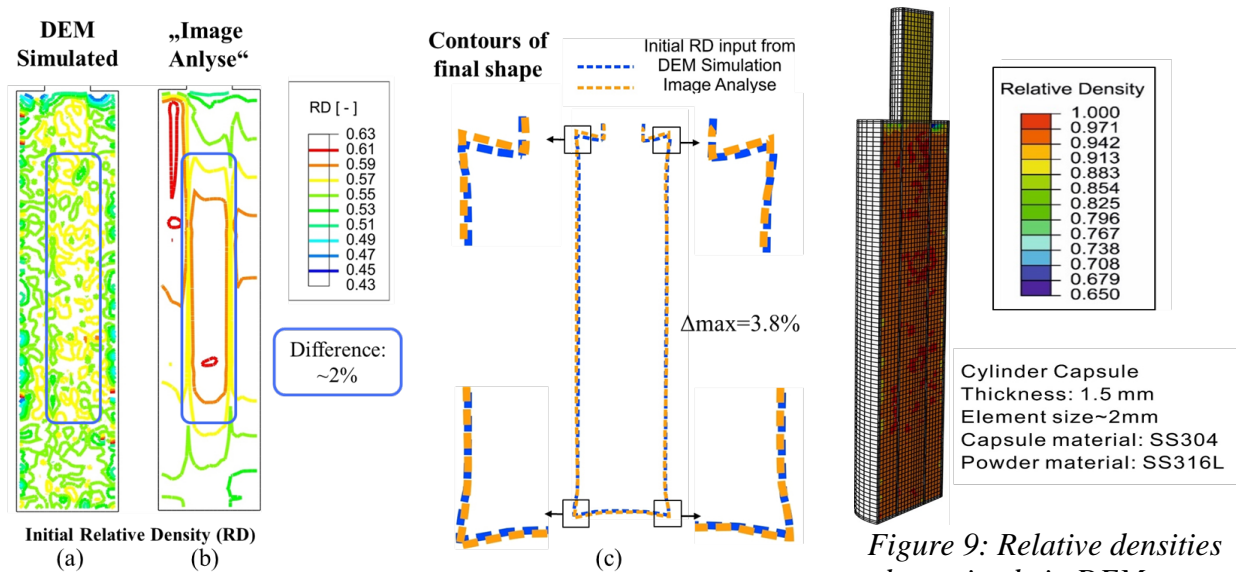 DEM
Simulated
„Image
Anlyse“
RD [ - ]
0.63
0.61
0.59
0.57
0.55
0.53
0.51
0.49
0.47
0.45
0.43
Difference:
~2%
Initial Relative Density (RD)
(a)
(b)
Contours of
final shape
Initial RD input from
DEM Simulation
Image Analyse
Δmax=3.8%
(c)
Relative Density
1.000
0.971
0.942
0.913
0.883
0.854
0.825
0.796
0.767
0.738
0.708
0.679
0.650
Cylinder Capsule
Thickness: 1.5 mm
Element size~2mm
Capsule material: SS304
Powder material: SS316L
Figure 9: Relative densities